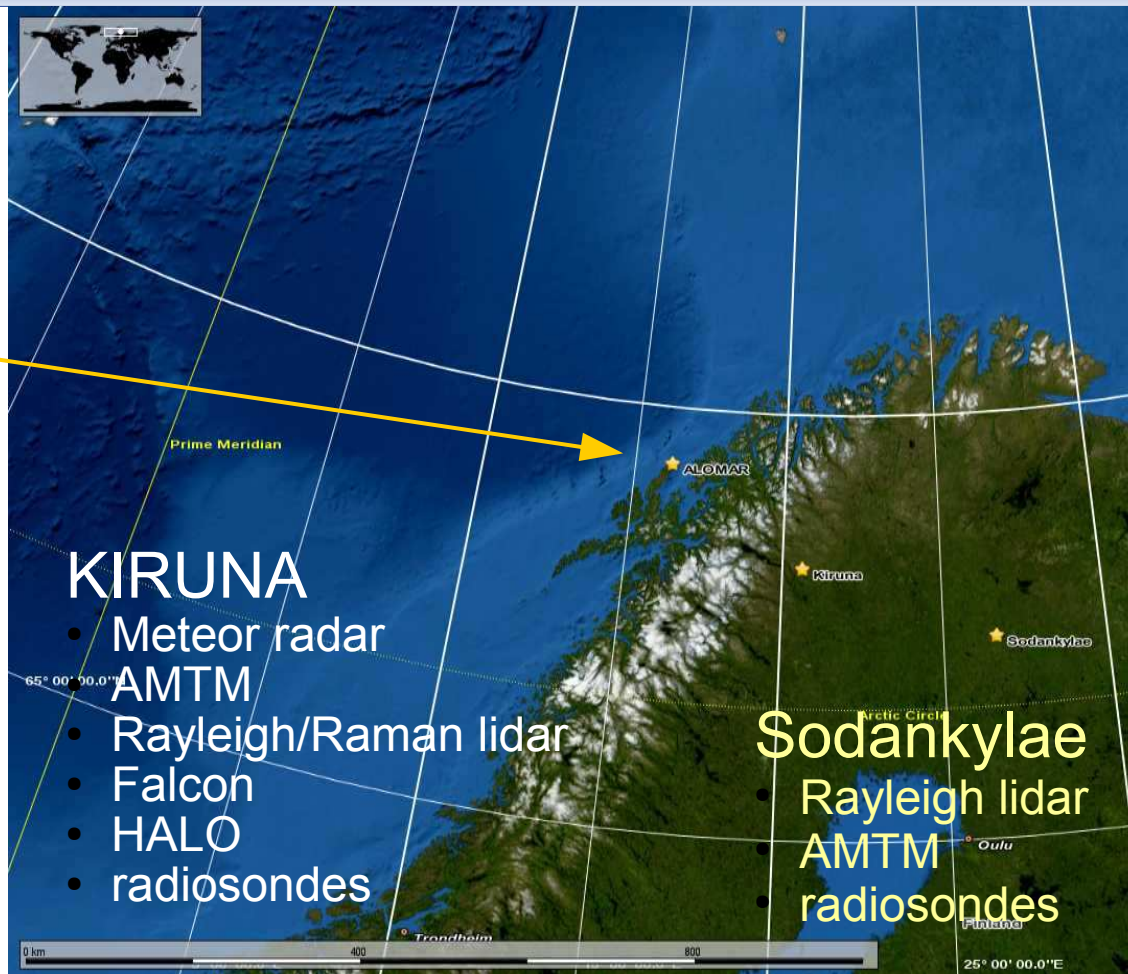 Prime Meridian
ALOMAR
Kiruna
Sodankylae
KIRUNA
• Meteor radar
65° 00' 00.0"N
• AMTM
• Rayleigh/Raman lidar
• Falcon
• HALO
• radiosondes
Arctic Circle
Sodankylae
• Rayleigh lidar
• AMTM
• radiosondes
Oulu
Finland
Trondheim
0 km 400 800
25° 00' 00.0"E